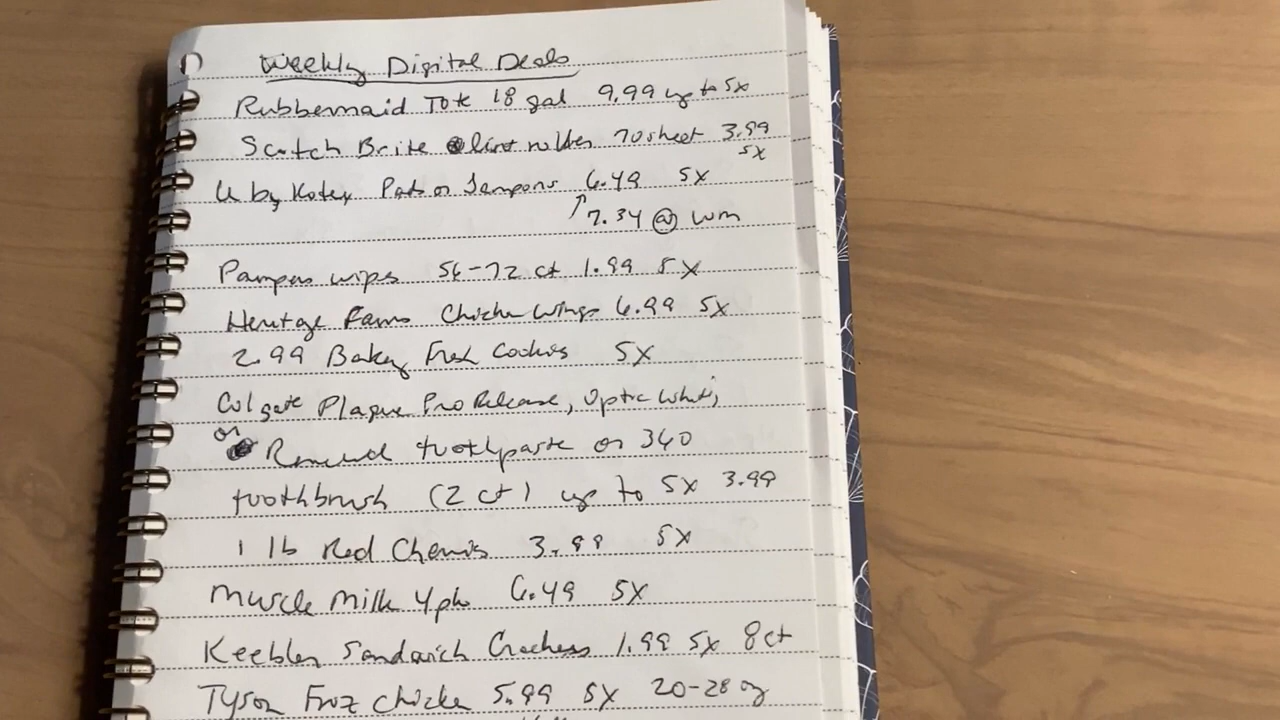 Weekly Digital Deals
Rubbermaid Tote 18 gal 9.99 up to 5x
Scotch Brite lint rollers 70 sheet 3.99
5x
U by Kotex Pads or Tampons 6.49 5x
7.34 @ wm
Pampers wipes 56-72 ct 1.99 5x
Heritage Farms Chicken Wings 6.99 5x
2.99 Bakery Fresh Cookies 5x
Colgate Plaque Pro Release, Optic White,
or
Renewal toothpaste or 360
toothbrush (2 ct) up to 5x 3.99
1 lb Red Cherries 3.99 5x
Muscle Milk 4pk 6.49 5x
Keebler Sandwich Crackers 1.99 5x 8ct
Tyson Froz chicken 5.99 5x 20-28 oz